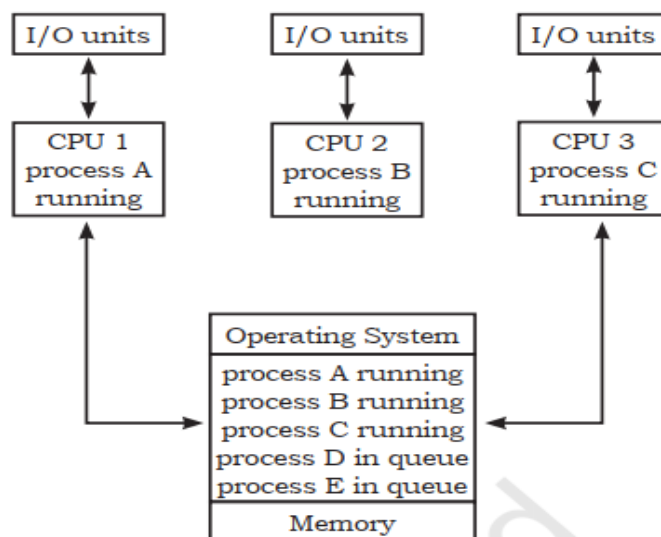 I/O units
I/O units
I/O units
CPU 1
process A
running
CPU 2
process B
running
CPU 3
process C
running
Operating System
process A running
process B running
process C running
process D in queue
process E in queue
Memory